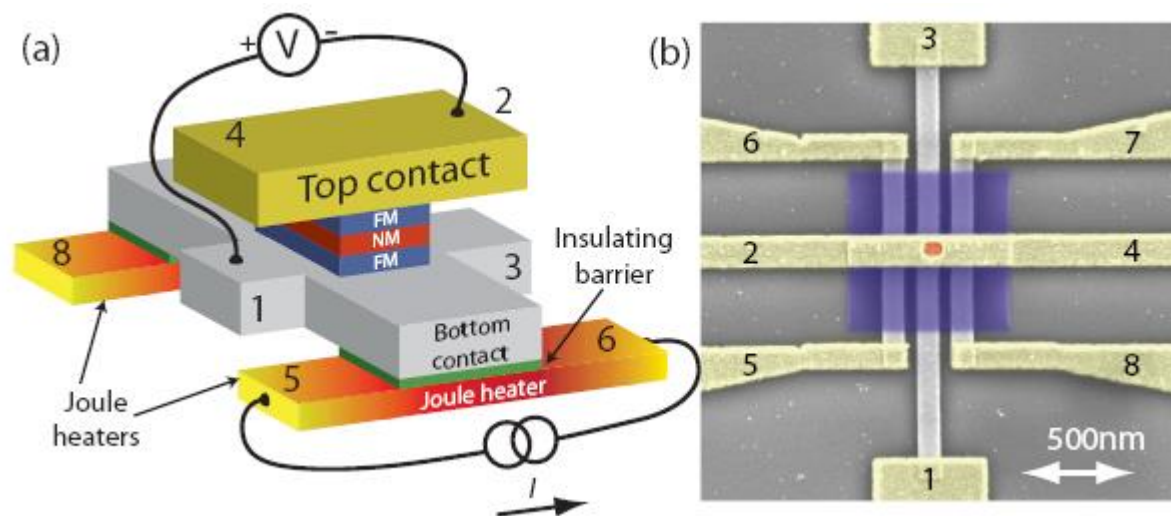 (a)
+ V -
2
4
Top contact
FM
NM
FM
8
3
Insulating
barrier
1
Bottom
contact
6
5
Joule heater
Joule
heaters
I
(b)
3
6
7
2
4
5
8
500nm
1